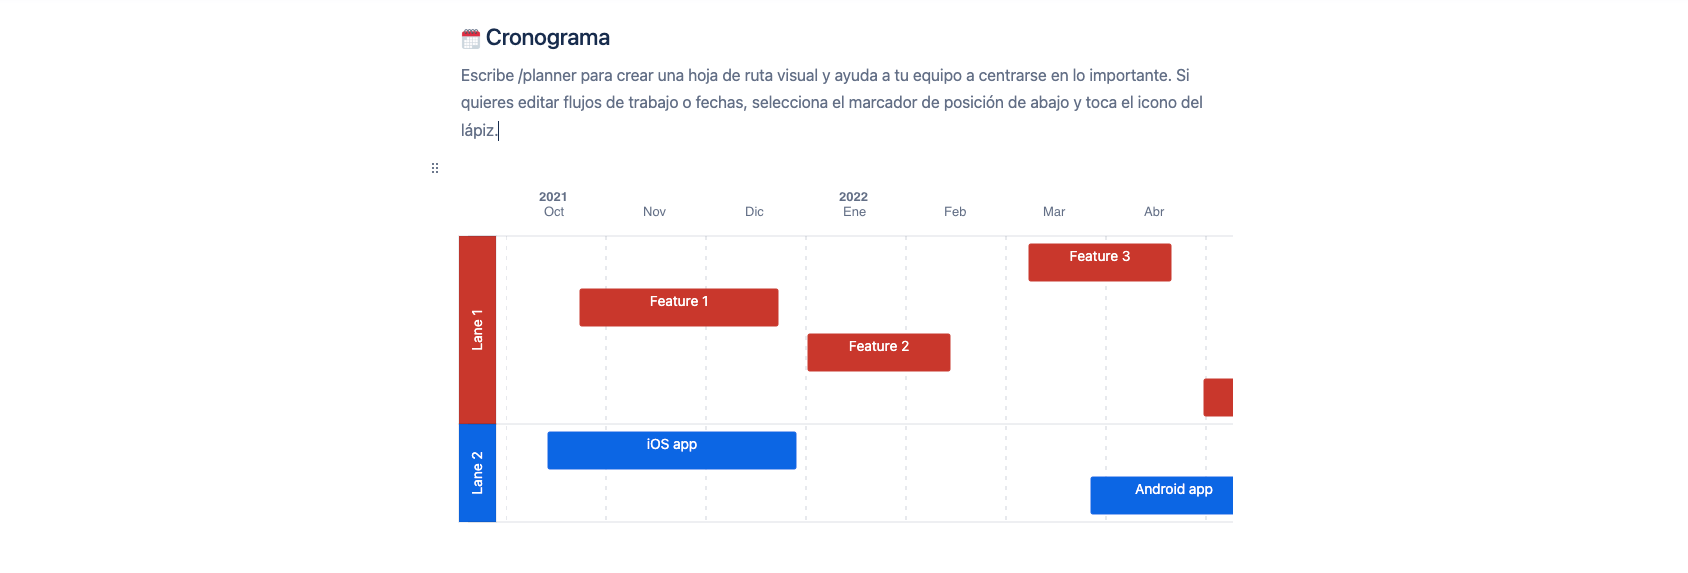 Cronograma
Escribe /planner para crear una hoja de ruta visual y ayuda a tu equipo a centrarse en lo importante. Si
quieres editar flujos de trabajo o fechas, selecciona el marcador de posición de abajo y toca el icono del
lápiz.
2021 2022
Oct Nov Dic Ene Feb Mar Abr
Lane 1
Feature 3
Feature 1
Feature 2
Lane 2
iOS app
Android app